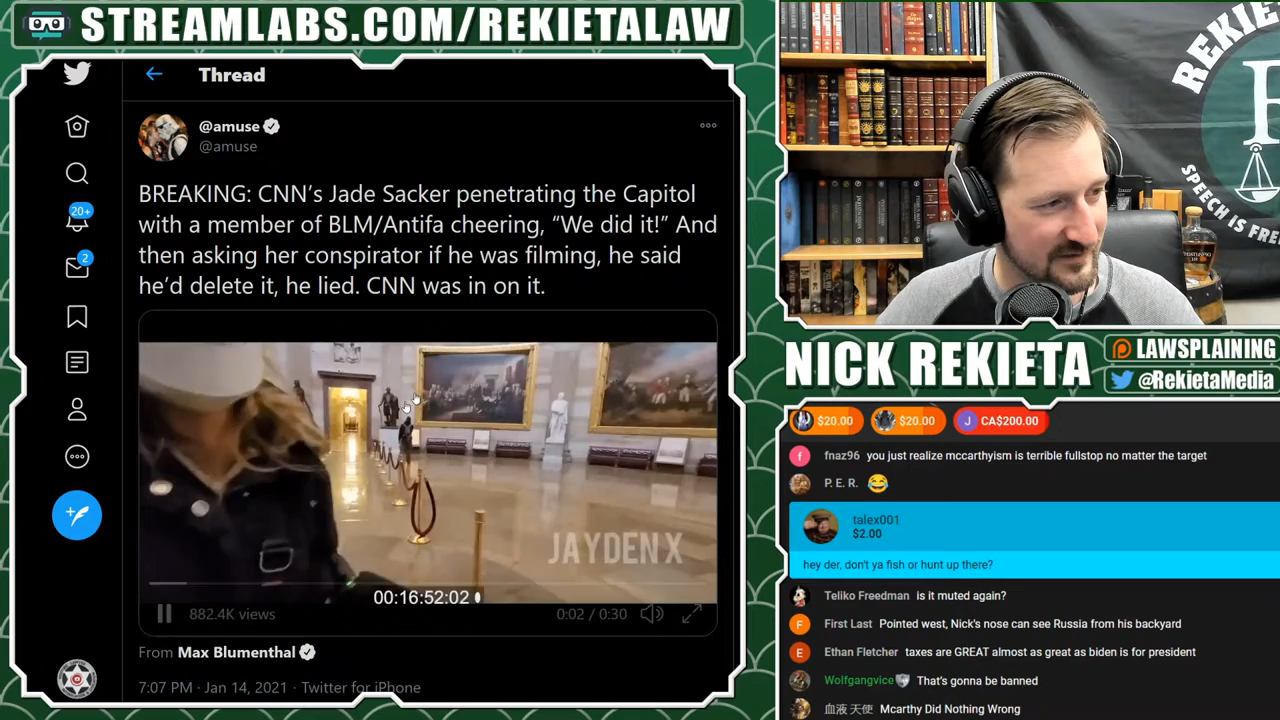 STREAMLABS.COM/REKIETALAW
Thread
@amuse
@amuse
BREAKING: CNN’s Jade Sacker penetrating the Capitol
with a member of BLM/Antifa cheering, “We did it!” And
then asking her conspirator if he was filming, he said
he’d delete it, he lied. CNN was in on it.
20+
2
JAYDENX
00:16:52:02
882.4K views
0:02 / 0:30
From Max Blumenthal
7:07 PM · Jan 14, 2021 · Twitter for iPhone
REKIE
SPEECH IS FRE
NICK REKIETA
LAWSPLAINING
@RekietaMedia
$20.00
$20.00
J CA$200.00
f fnaz96 you just realize mccarthyism is terrible fullstop no matter the target
P. E. R. 😂
talex001
$2.00
hey der, don't ya fish or hunt up there?
Teliko Freedman is it muted again?
F First Last Pointed west, Nick's nose can see Russia from his backyard
E Ethan Fletcher taxes are GREAT almost as great as biden is for president
Wolfgangvice That's gonna be banned
血液天使 Mcarthy Did Nothing Wrong